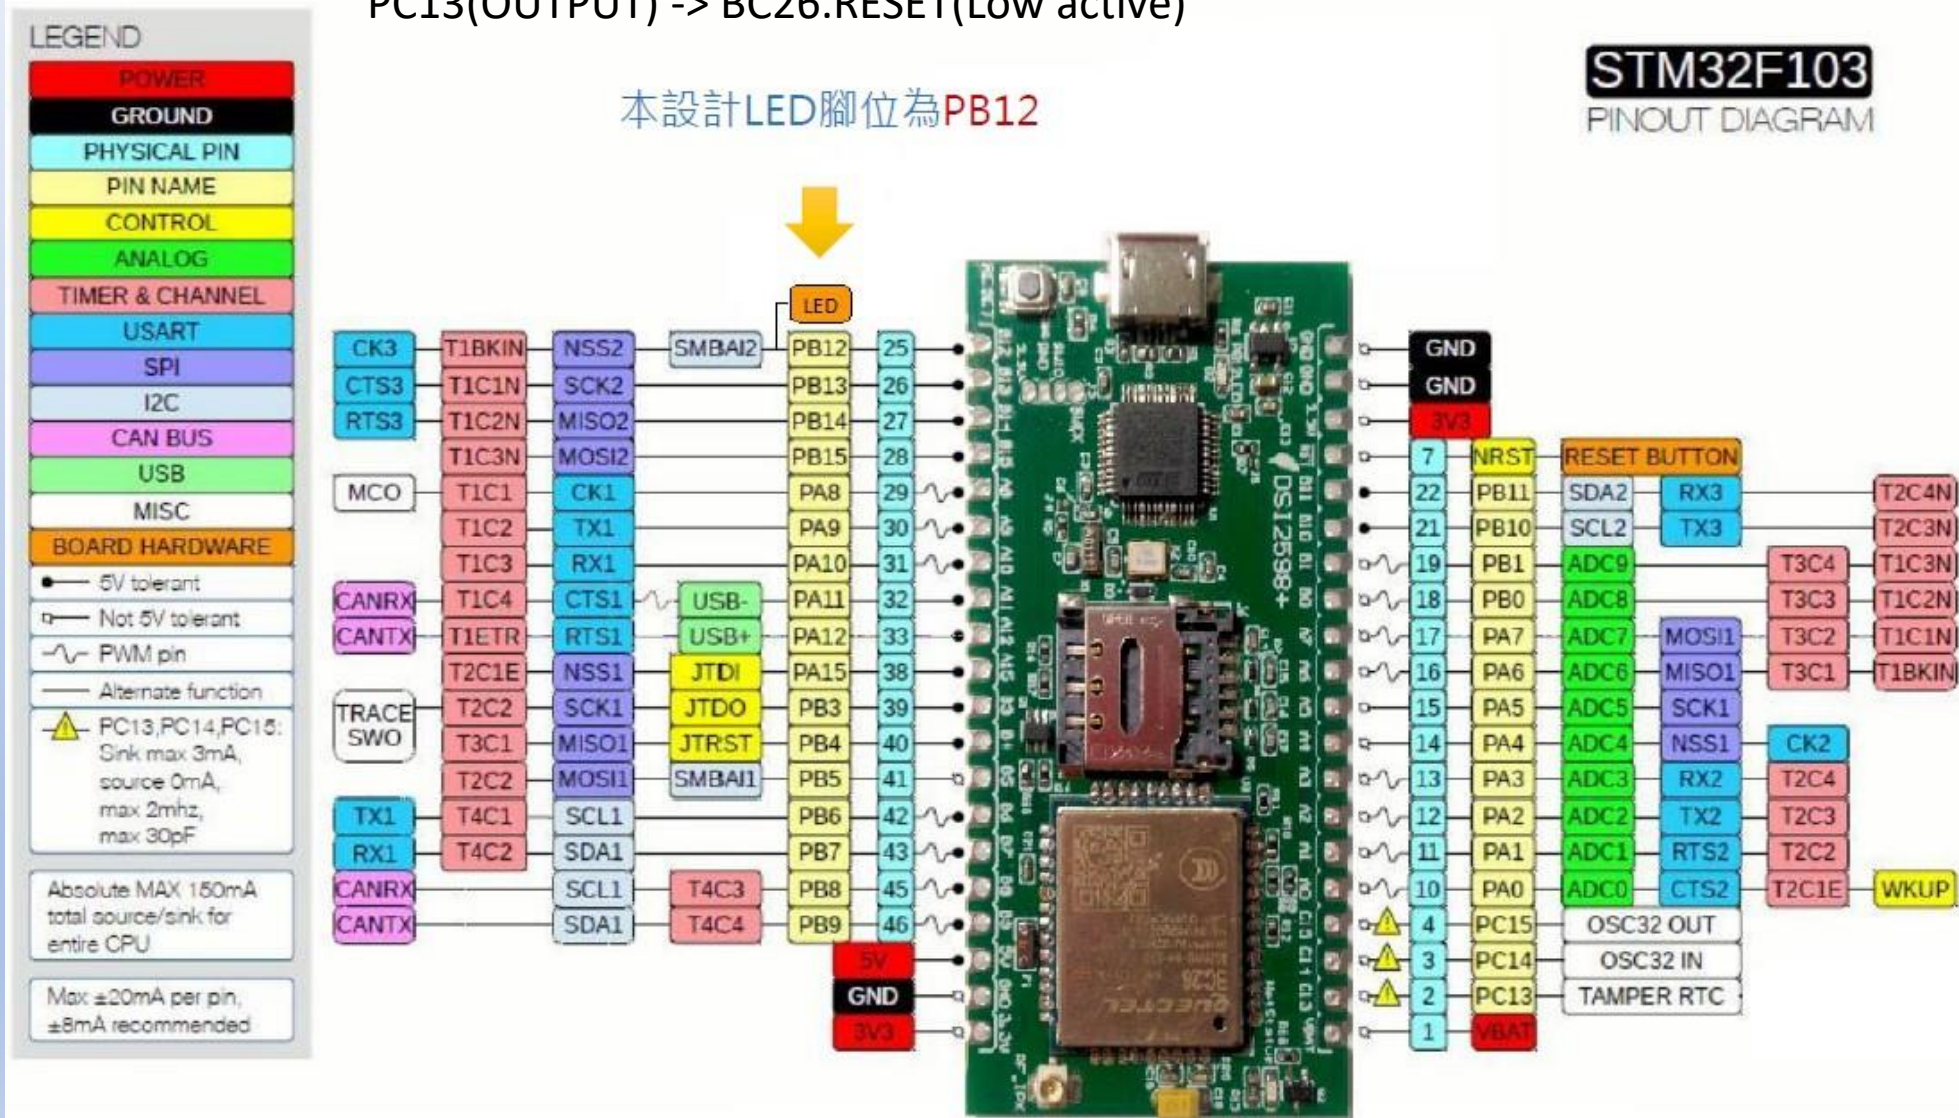 PC13(OUTPUT) -> BC26.RESET(Low active)
LEGEND
POWER
GROUND
PHYSICAL PIN
PIN NAME
CONTROL
ANALOG
TIMER & CHANNEL
USART
SPI
I2C
CAN BUS
USB
MISC
BOARD HARDWARE
5V tolerant
Not 5V tolerant
PWM pin
Alternate function
PC13,PC14,PC15:
Sink max 3mA,
source 0mA,
max 2mhz,
max 30pF
Absolute MAX 150mA
total source/sink for
entire CPU
Max ±20mA per pin,
±8mA recommended
本設計LED腳位為PB12
STM32F103
PINOUT DIAGRAM
LED
CK3 T1BKIN NSS2 SMBAI2 PB12 25
CTS3 T1C1N SCK2 PB13 26
RTS3 T1C2N MISO2 PB14 27
T1C3N MOSI2 PB15 28
MCO T1C1 CK1 PA8 29
T1C2 TX1 PA9 30
T1C3 RX1 PA10 31
CANRX T1C4 CTS1 USB- PA11 32
CANTX T1ETR RTS1 USB+ PA12 33
T2C1E NSS1 JTDI PA15 38
TRACE SWO T2C2 SCK1 JTDO PB3 39
T3C1 MISO1 JTRST PB4 40
T2C2 MOSI1 SMBAI1 PB5 41
TX1 T4C1 SCL1 PB6 42
RX1 T4C2 SDA1 PB7 43
CANRX SCL1 T4C3 PB8 45
CANTX SDA1 T4C4 PB9 46
5V
GND
3V3
DSI2598+
QUECTEL
BC26
GND
GND
3V3
7 NRST RESET BUTTON
22 PB11 SDA2 RX3 T2C4N
21 PB10 SCL2 TX3 T2C3N
19 PB1 ADC9 T3C4 T1C3N
18 PB0 ADC8 T3C3 T1C2N
17 PA7 ADC7 MOSI1 T3C2 T1C1N
16 PA6 ADC6 MISO1 T3C1 T1BKIN
15 PA5 ADC5 SCK1
14 PA4 ADC4 NSS1 CK2
13 PA3 ADC3 RX2 T2C4
12 PA2 ADC2 TX2 T2C3
11 PA1 ADC1 RTS2 T2C2
10 PA0 ADC0 CTS2 T2C1E WKUP
4 PC15 OSC32 OUT
3 PC14 OSC32 IN
2 PC13 TAMPER RTC
1 VBAT